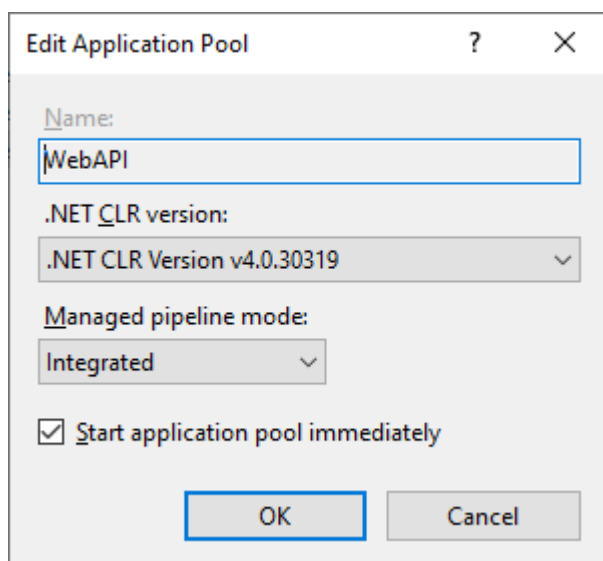 Edit Application Pool
?
Name:
WebAPI
.NET CLR version:
.NET CLR Version v4.0.30319
Managed pipeline mode:
Integrated
Start application pool immediately
OK Cancel